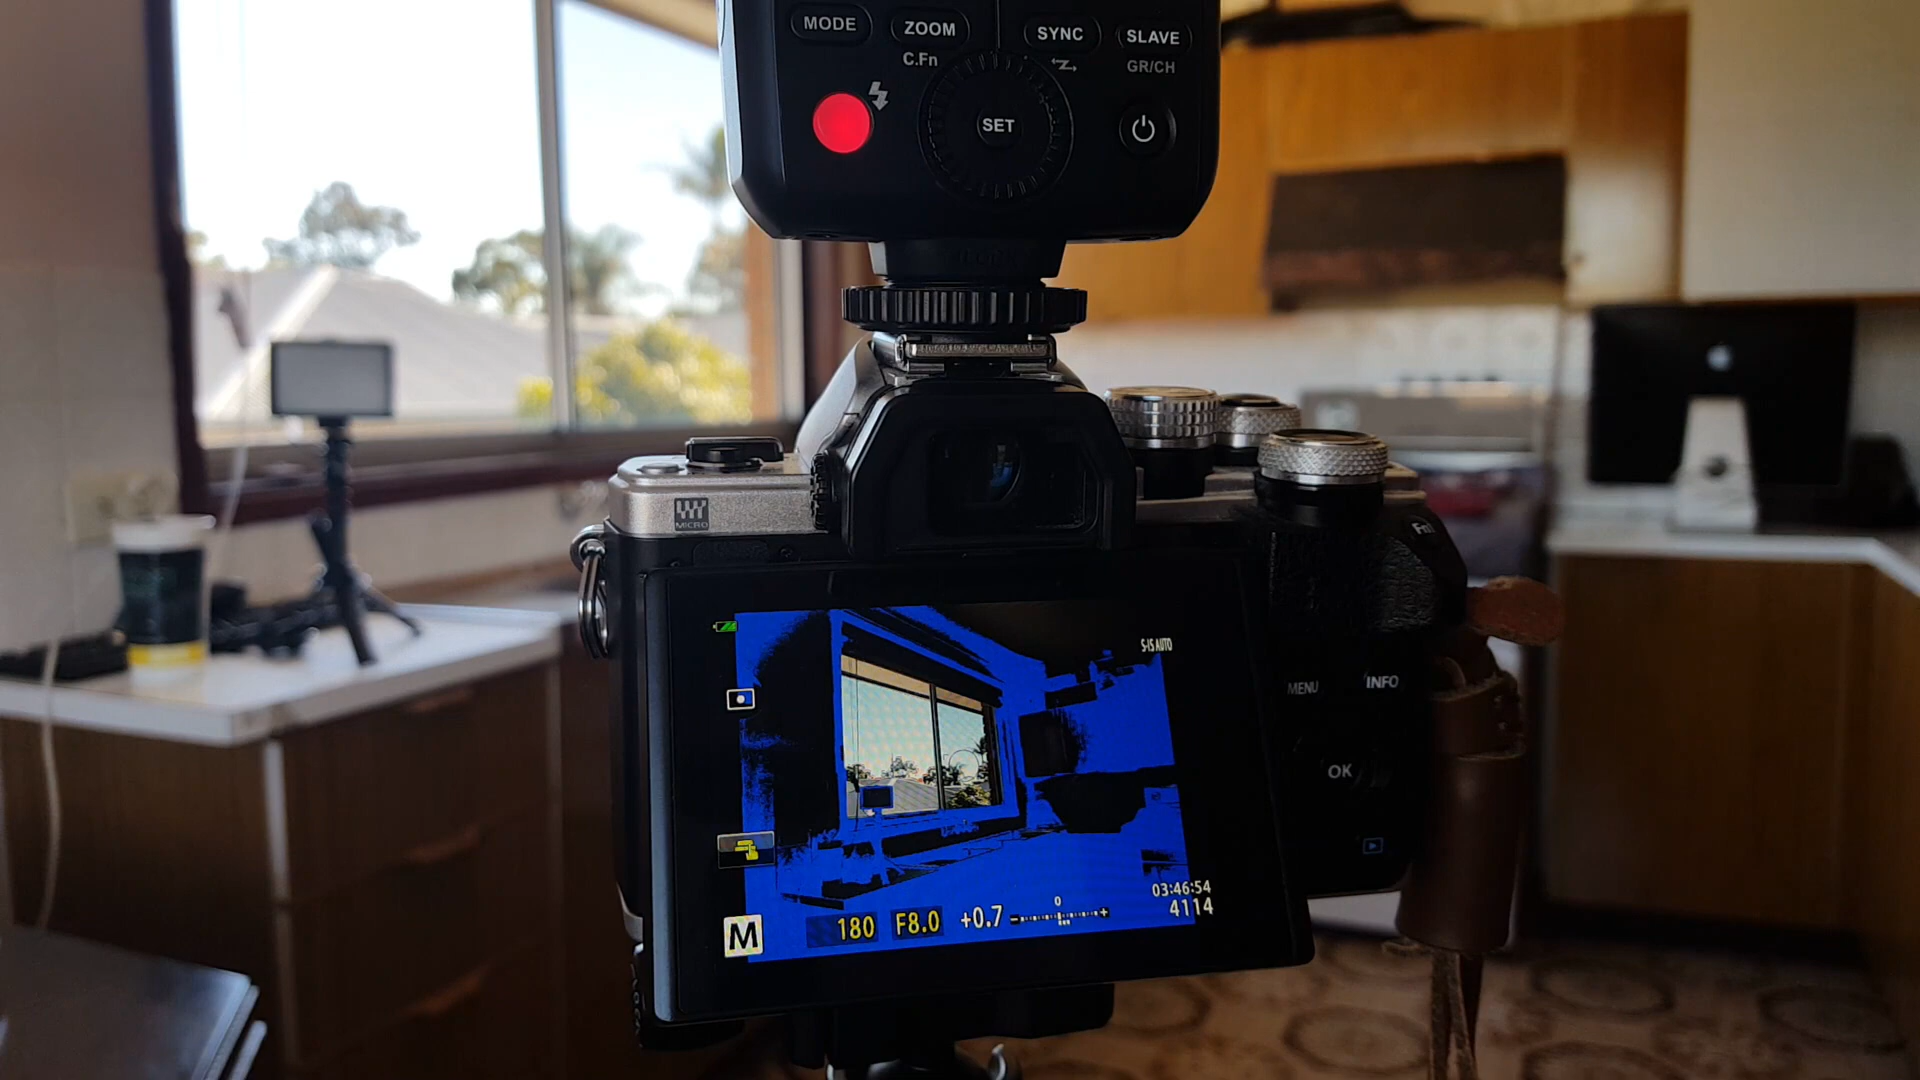 MODE
ZOOM
SYNC
SLAVE
C.Fn
GR/CH
SET
MICRO
Fn1
S-IS AUTO
MENU
INFO
OK
M
180
F8.0
+0.7
-
0
+
03:46:54
4114